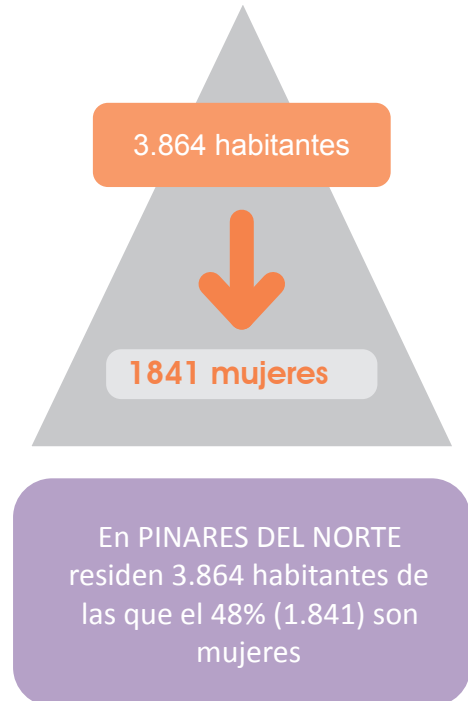 3.864 habitantes
1841 mujeres
En PINARES DEL NORTE
residen 3.864 habitantes de
las que el 48% (1.841) son
mujeres